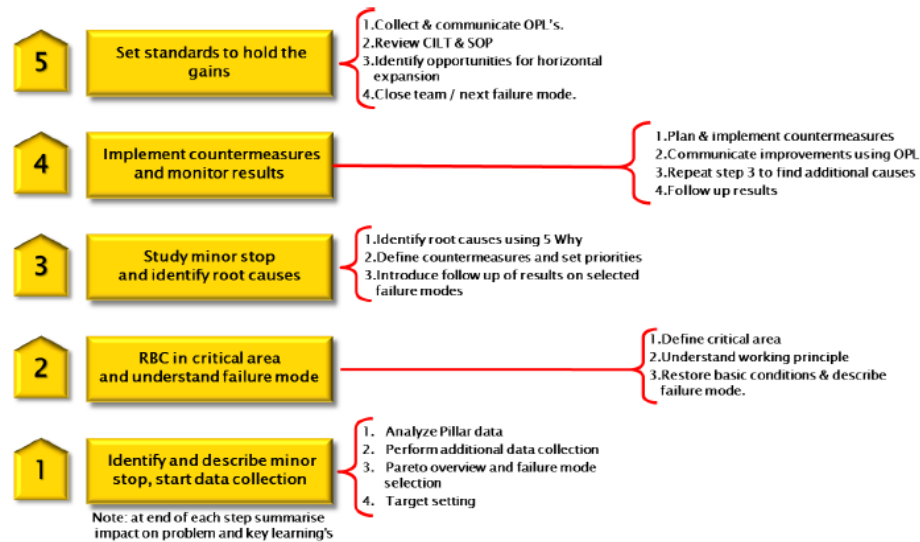 5
Set standards to hold the
gains
1.Collect & communicate OPL's.
2.Review CILT & SOP
3.Identify opportunities for horizontal
expansion
4.Close team / next failure mode.
4
Implement countermeasures
and monitor results
1.Plan & implement countermeasures
2.Communicate improvements using OPL
3.Repeat step 3 to find additional causes
4.Follow up results
3
Study minor stop
and identify root causes
1.Identify root causes using 5 Why
2.Define countermeasures and set priorities
3.Introduce follow up of results on selected
failure modes
2
RBC in critical area
and understand failure mode
1.Define critical area
2.Understand working principle
3.Restore basic conditions & describe
failure mode.
1
Identify and describe minor
stop, start data collection
1. Analyze Pillar data
2. Perform additional data collection
3. Pareto overview and failure mode
selection
4. Target setting
Note: at end of each step summarise
impact on problem and key learning's